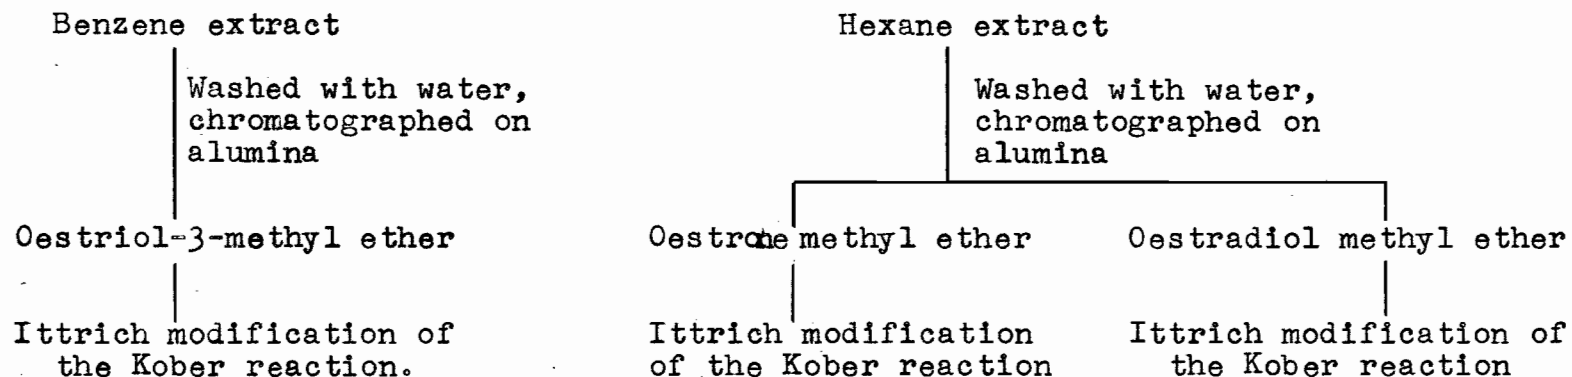 Benzene extract
Hexane extract
Washed with water,
chromatographed on
alumina
Washed with water,
chromatographed on
alumina
Oestriol-3-methyl ether
Oestrone methyl ether
Oestradiol methyl ether
Ittrich modification of
the Kober reaction.
Ittrich modification
of the Kober reaction
Ittrich modification of
the Kober reaction